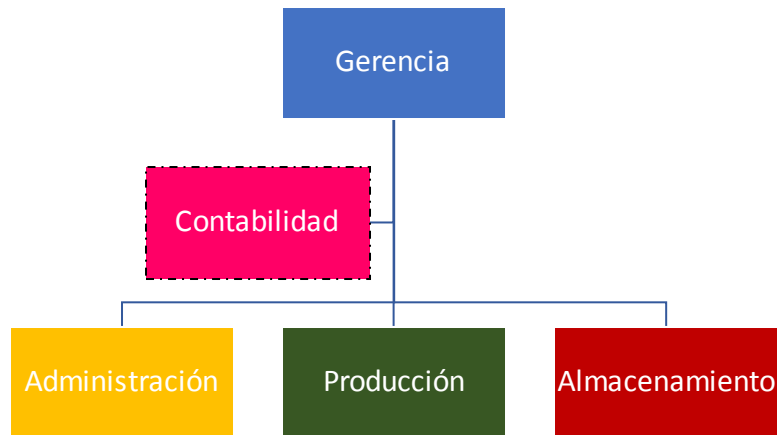 Gerencia
Contabilidad
Administración
Producción
Almacenamiento